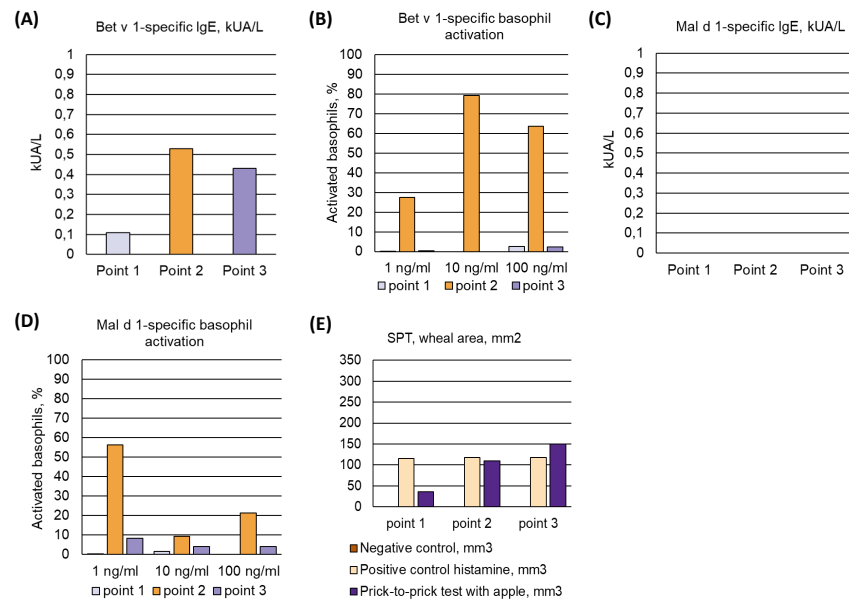 (A)
Bet v 1-specific IgE, kUA/L
1
0,9
0,8
0,7
0,6
0,5
0,4
0,3
0,2
0,1
0
kUA/L
Point 1 Point 2 Point 3
(B)
Bet v 1-specific basophil
activation
100
90
80
70
60
50
40
30
20
10
0
Activated basophils, %
1 ng/ml 10 ng/ml 100 ng/ml
point 1 point 2 point 3
(C)
Mal d 1-specific IgE, kUA/L
1
0,9
0,8
0,7
0,6
0,5
0,4
0,3
0,2
0,1
0
kUA/L
Point 1 Point 2 Point 3
(D)
Mal d 1-specific basophil
activation
100
90
80
70
60
50
40
30
20
10
0
Activated basophils, %
1 ng/ml 10 ng/ml 100 ng/ml
point 1 point 2 point 3
(E)
SPT, wheal area, mm2
350
300
250
200
150
100
50
0
point 1 point 2 point 3
Negative control, mm3
Positive control histamine, mm3
Prick-to-prick test with apple, mm3